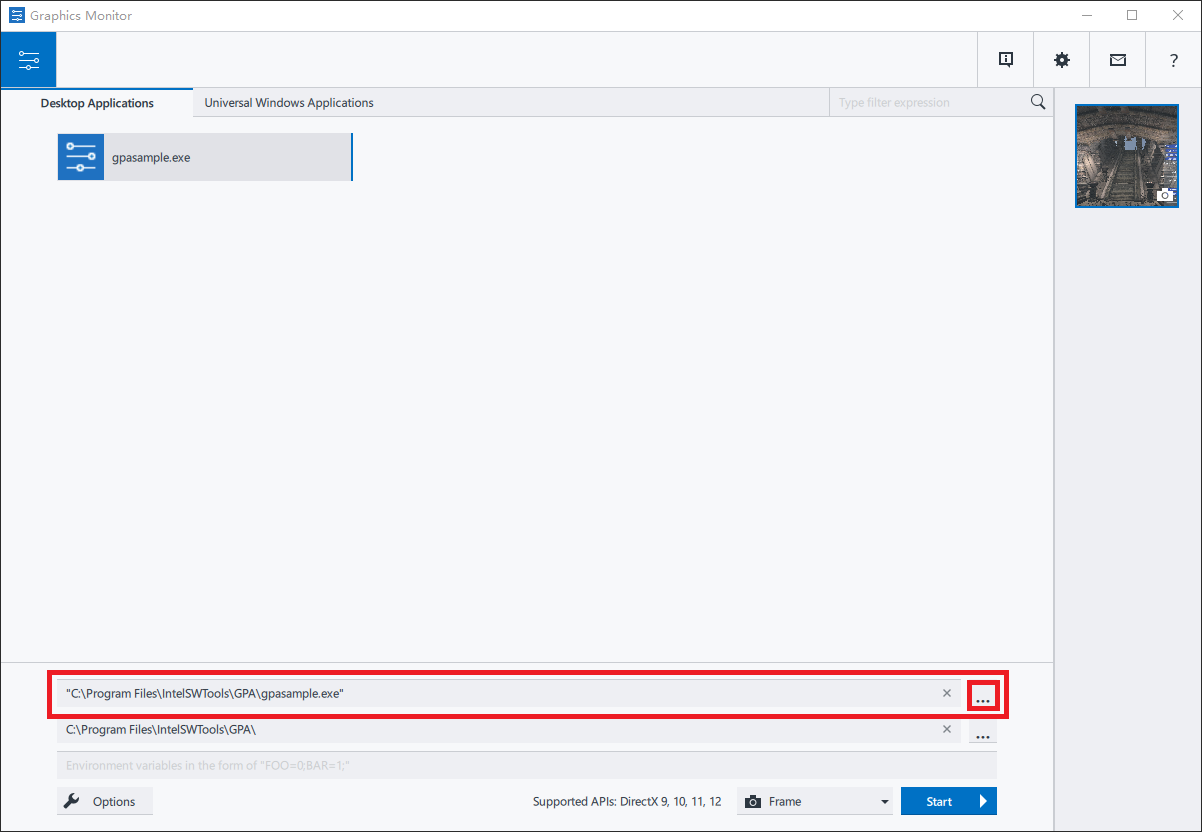 Graphics Monitor
?
Desktop Applications
Universal Windows Applications
Type filter expression
gpasample.exe
"C:\Program Files\IntelSWTools\GPA\gpasample.exe"
...
C:\Program Files\IntelSWTools\GPA\
...
Environment variables in the form of "FOO=0;BAR=1;"
Options
Supported APIs: DirectX 9, 10, 11, 12
Frame
Start